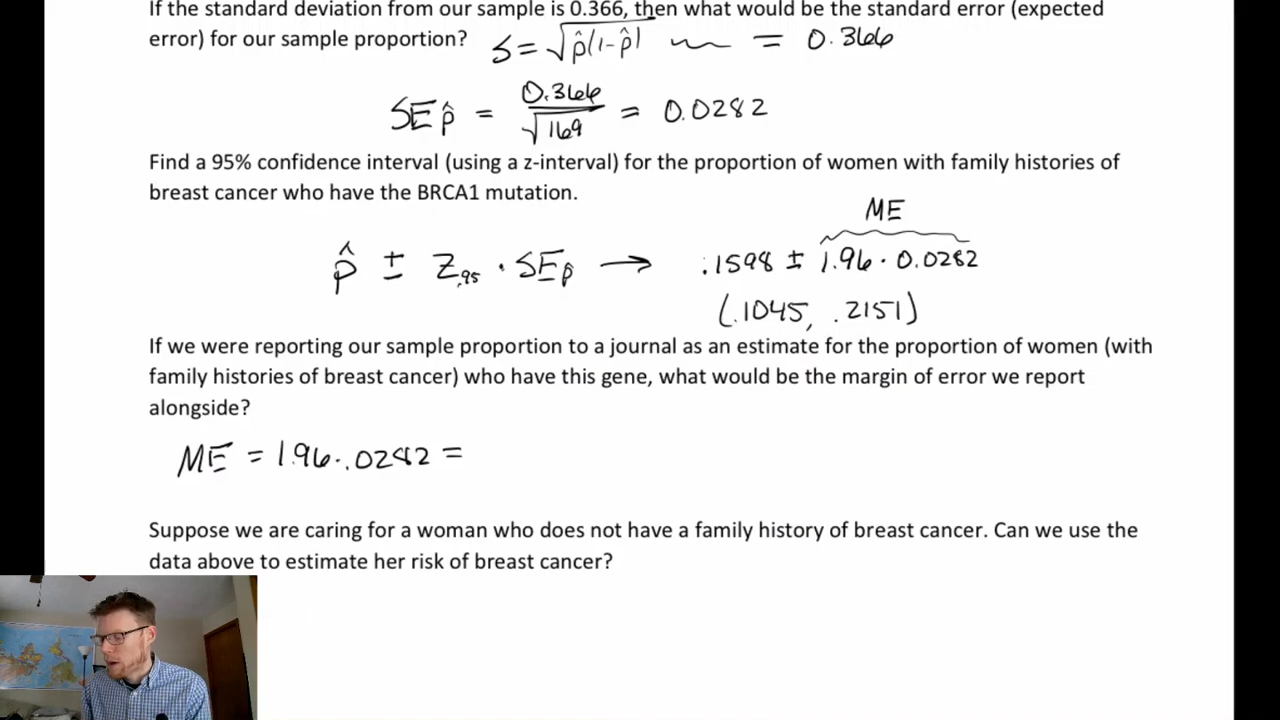 If the standard deviation from our sample is 0.366, then what would be the standard error (expected
error) for our sample proportion? S = √p̂(1-p̂) = 0.366
SE p̂ = 0.366 / √169 = 0.0282
Find a 95% confidence interval (using a z-interval) for the proportion of women with family histories of
breast cancer who have the BRCA1 mutation.
ME
p̂ ± Z.95 · SEp̂ → .1598 ± 1.96 · 0.0282
(.1045, .2151)
If we were reporting our sample proportion to a journal as an estimate for the proportion of women (with
family histories of breast cancer) who have this gene, what would be the margin of error we report
alongside?
ME = 1.96 · .0282 =
Suppose we are caring for a woman who does not have a family history of breast cancer. Can we use the
data above to estimate her risk of breast cancer?